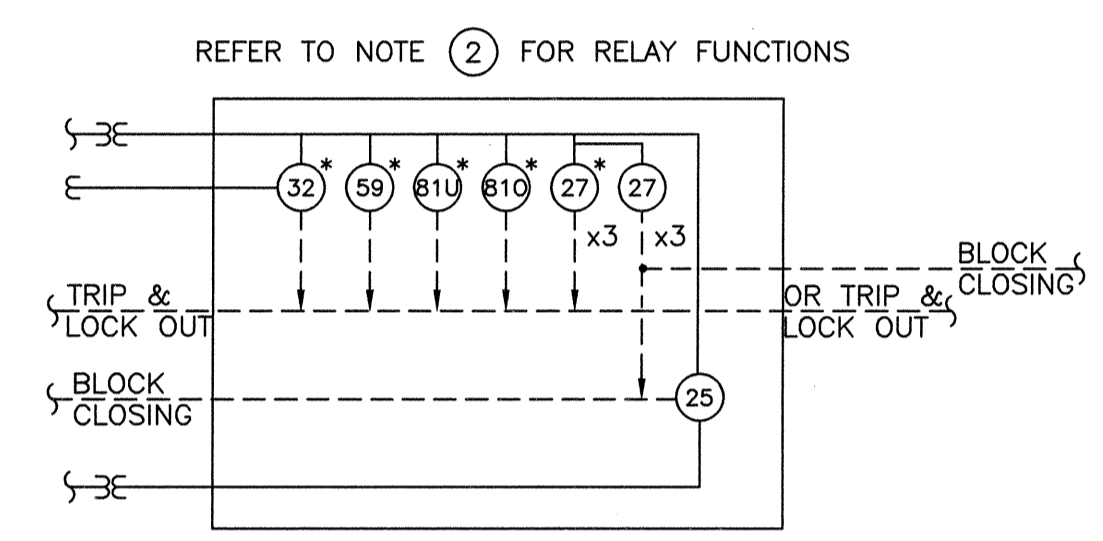 REFER TO NOTE 2 FOR RELAY FUNCTIONS
32* 59* 81U* 81O* 27* 27
x3 x3
BLOCK
CLOSING
TRIP &
LOCK OUT
OR TRIP &
LOCK OUT
BLOCK
CLOSING
25